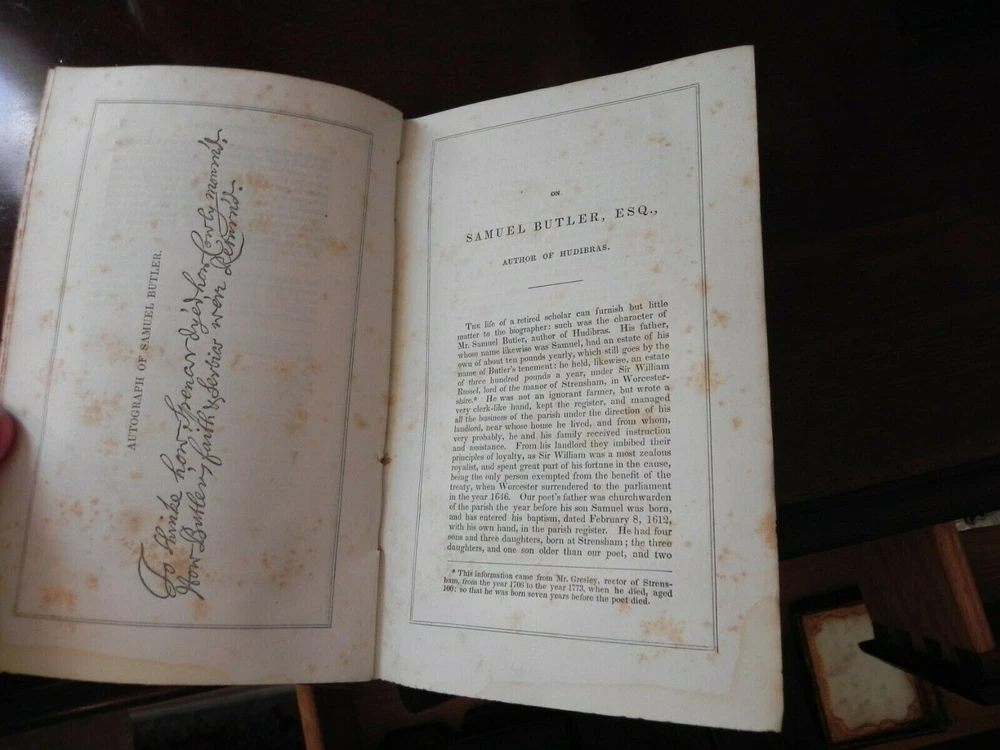 AUTOGRAPH OF SAMUEL BUTLER.
To thinke how Spenar dyed how Cowly mourn'd
How Butlers faith & Servias were Return'd
ON
SAMUEL BUTLER, ESQ.,
AUTHOR OF HUDIBRAS.
THE life of a retired scholar can furnish but little
matter to the biographer: such was the character of
Mr. Samuel Butler, author of Hudibras. His father,
whose name likewise was Samuel, had an estate of his
own of about ten pounds yearly, which still goes by the
name of Butler's tenement: he held, likewise, an estate
of three hundred pounds a year, under Sir William
Russel, lord of the manor of Strensham, in Worcester-
shire.* He was not an ignorant farmer, but wrote a
very clerk-like hand, kept the register, and managed
all the business of the parish under the direction of his
landlord, near whose house he lived, and from whom,
very probably, he and his family received instruction
and assistance. From his landlord they imbibed their
principles of loyalty, as Sir William was a most zealous
royalist, and spent great part of his fortune in the cause,
being the only person exempted from the benefit of the
treaty, when Worcester surrendered to the parliament
in the year 1646. Our poet's father was churchwarden
of the parish the year before his son Samuel was born,
and has entered his baptism, dated February 8, 1612,
with his own hand, in the parish register. He had four
sons and three daughters, born at Strensham; the three
daughters, and one son older than our poet, and two
* This information came from Mr. Gresley, rector of Strens-
ham, from the year 1706 to the year 1773, when he died, aged
100: so that he was born seven years before the poet died.